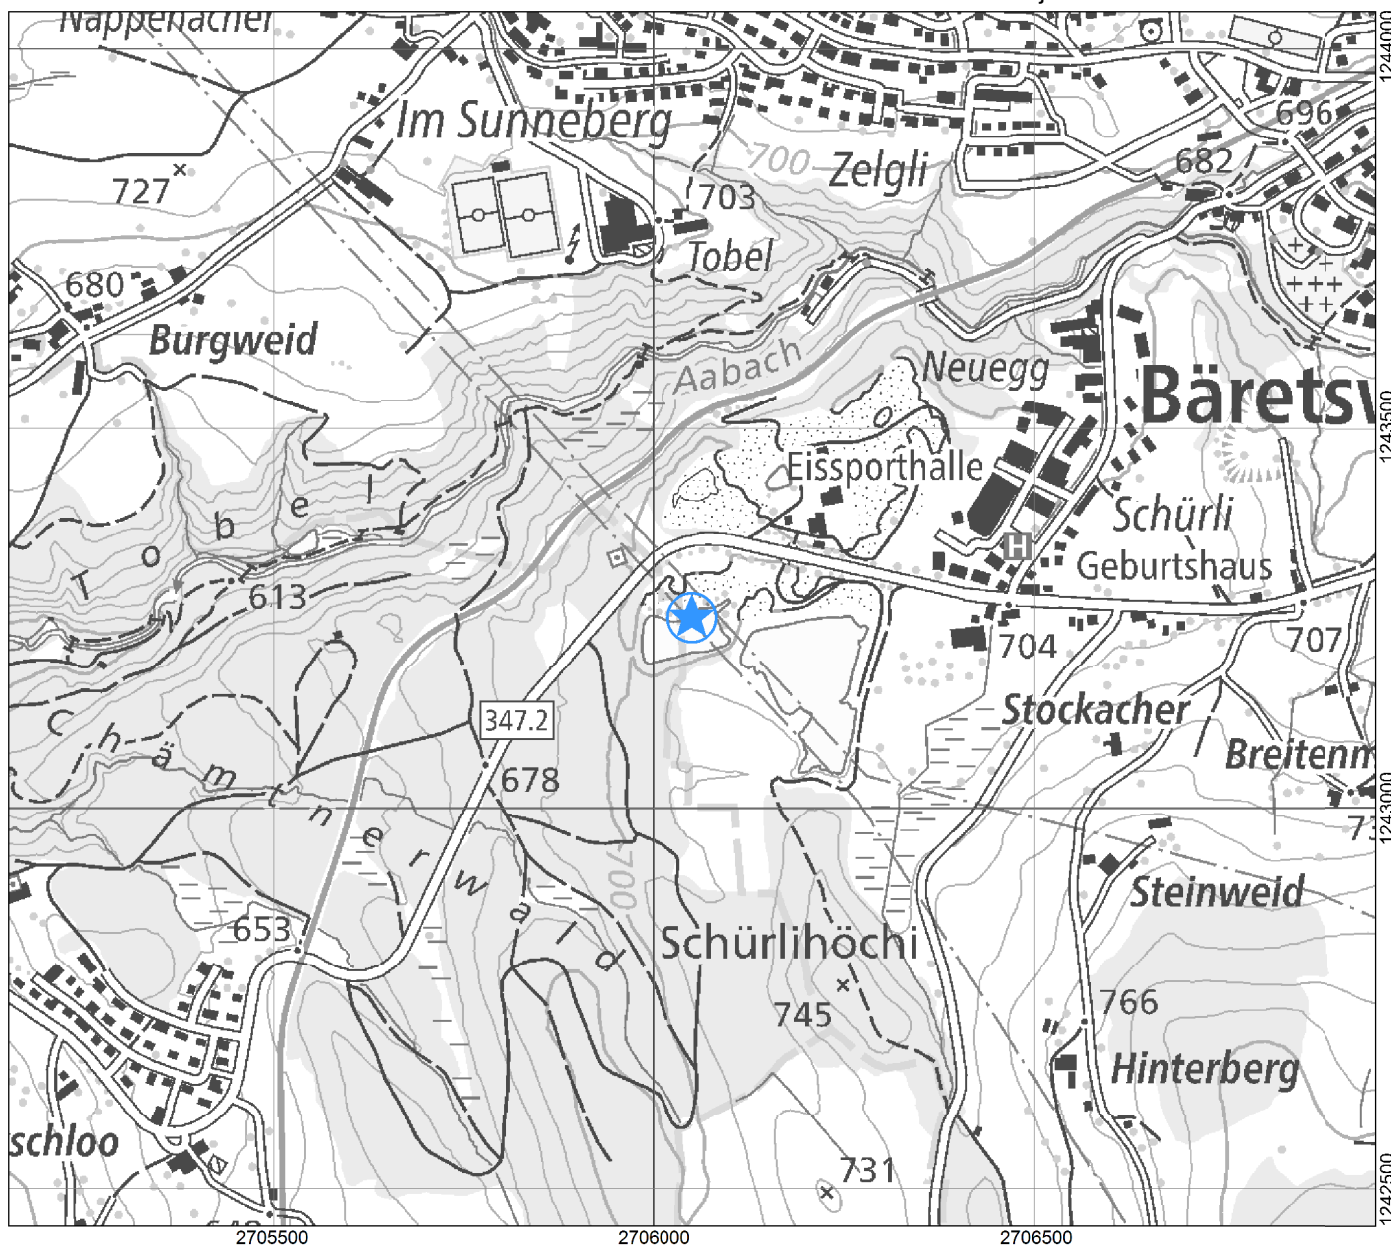 Nappenacher
1244000
Im Sunneberg
696
700
Zelgli
682
727
703
Tobel
680
Burgweid
Neuegg
Aabach
Bärets
1243500
Eissporthalle
Schürli
Tobel
H
Geburtshaus
613
704
707
Stockacher
347.2
Chämtnerwald
Breitenm
678
1243000
700
Steinweid
653
Schürlihöchi
745
766
Hinterberg
schloo
731
1242500
2705500
2706000
2706500